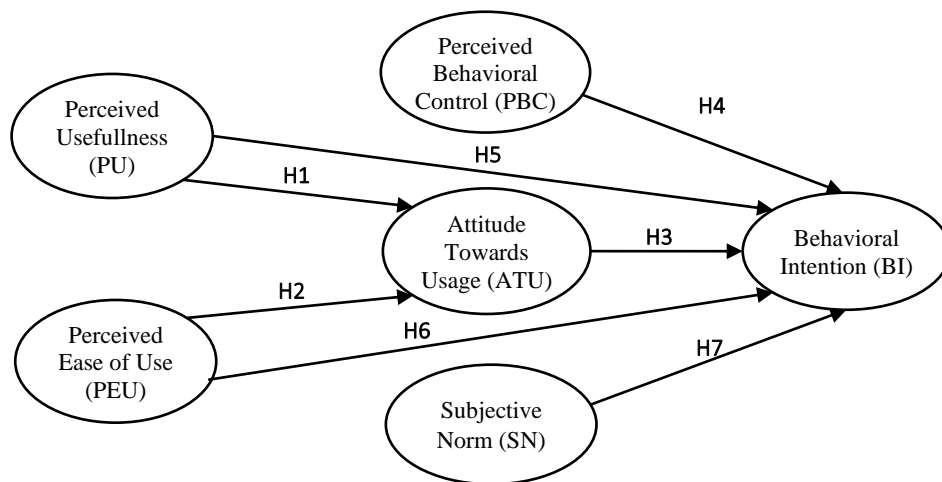 Perceived
Behavioral
Control (PBC)
H4
Perceived
Usefullness
(PU)
H5
H1
Attitude
Towards
Usage (ATU)
H3
Behavioral
Intention (BI)
H2
Perceived
Ease of Use
(PEU)
H6
H7
Subjective
Norm (SN)